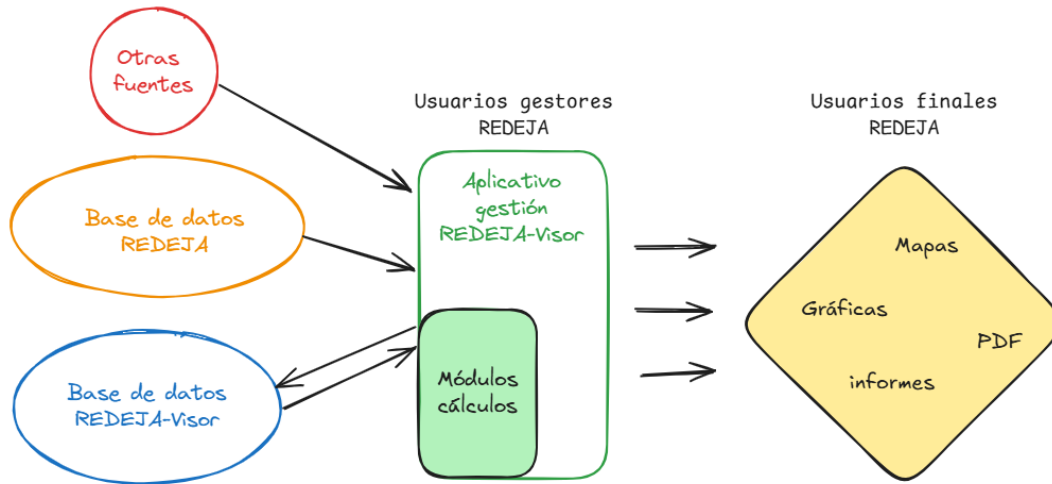 Otras
fuentes
Base de datos
REDEJA
Base de datos
REDEJA-Visor
Usuarios gestores
REDEJA
Aplicativo
gestión
REDEJA-Visor
Módulos
cálculos
Usuarios finales
REDEJA
Mapas
Gráficas
PDF
informes